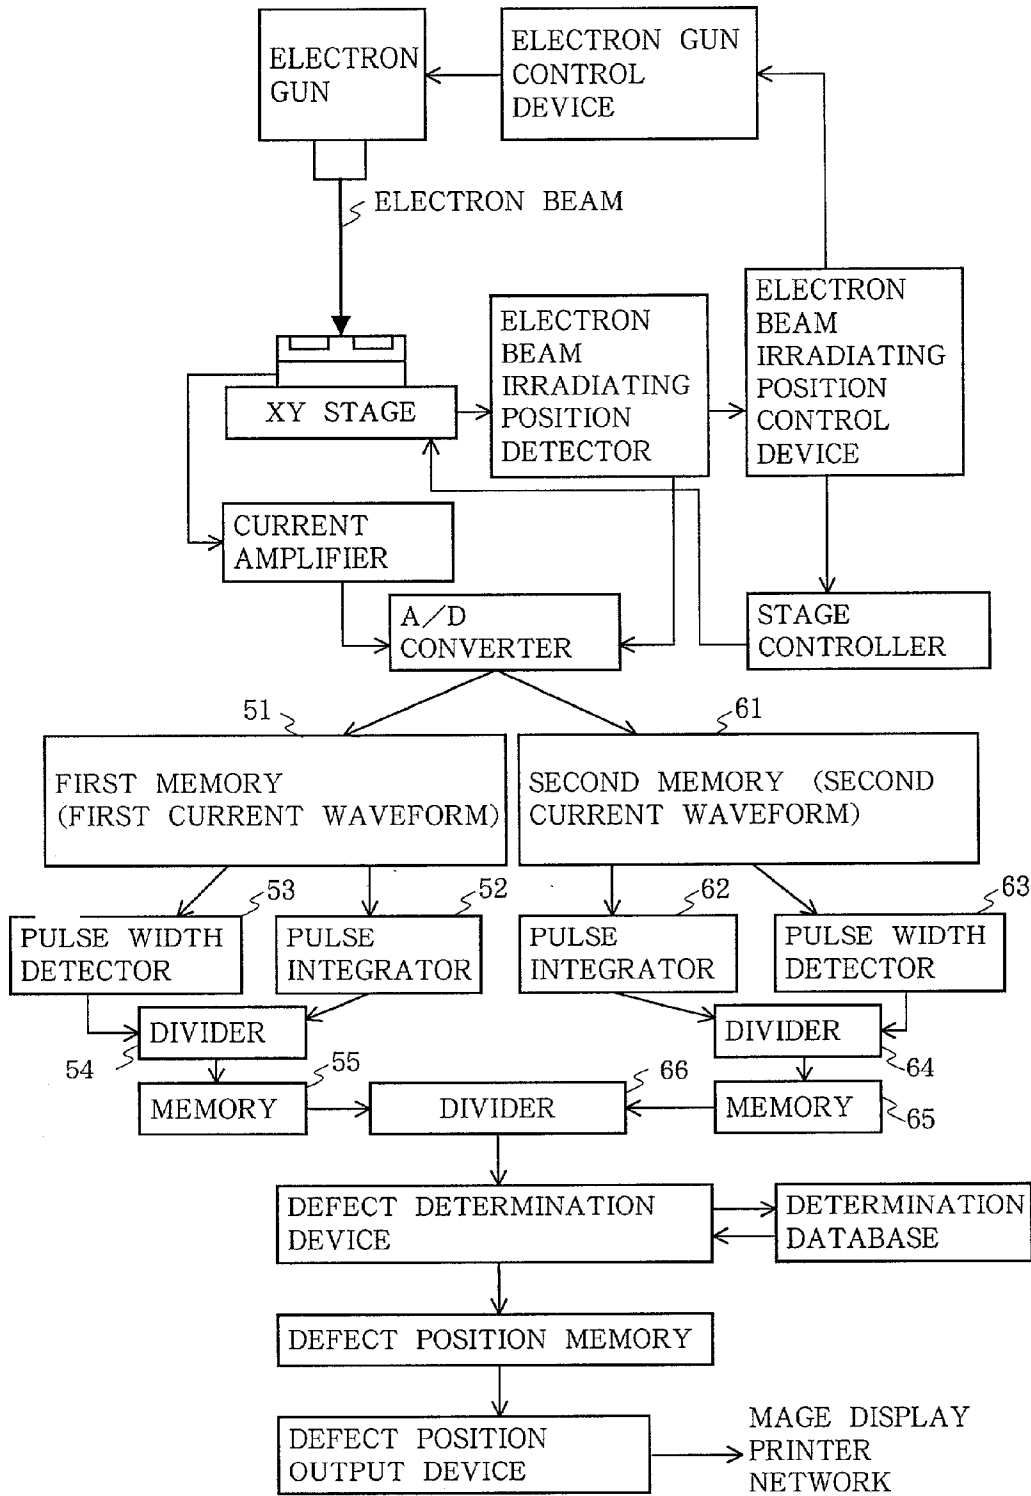 ELECTRON
GUN
ELECTRON GUN
CONTROL
DEVICE
ELECTRON BEAM
ELECTRON
BEAM
IRRADIATING
POSITION
DETECTOR
ELECTRON
BEAM
IRRADIATING
POSITION
CONTROL
DEVICE
XY STAGE
CURRENT
AMPLIFIER
A/D
CONVERTER
STAGE
CONTROLLER
51
61
FIRST MEMORY
(FIRST CURRENT WAVEFORM)
SECOND MEMORY (SECOND
CURRENT WAVEFORM)
53
52
62
63
PULSE WIDTH
DETECTOR
PULSE
INTEGRATOR
PULSE
INTEGRATOR
PULSE WIDTH
DETECTOR
DIVIDER
DIVIDER
54
55
66
64
MEMORY
DIVIDER
MEMORY
65
DEFECT DETERMINATION
DEVICE
DETERMINATION
DATABASE
DEFECT POSITION MEMORY
DEFECT POSITION
OUTPUT DEVICE
MAGE DISPLAY
PRINTER
NETWORK